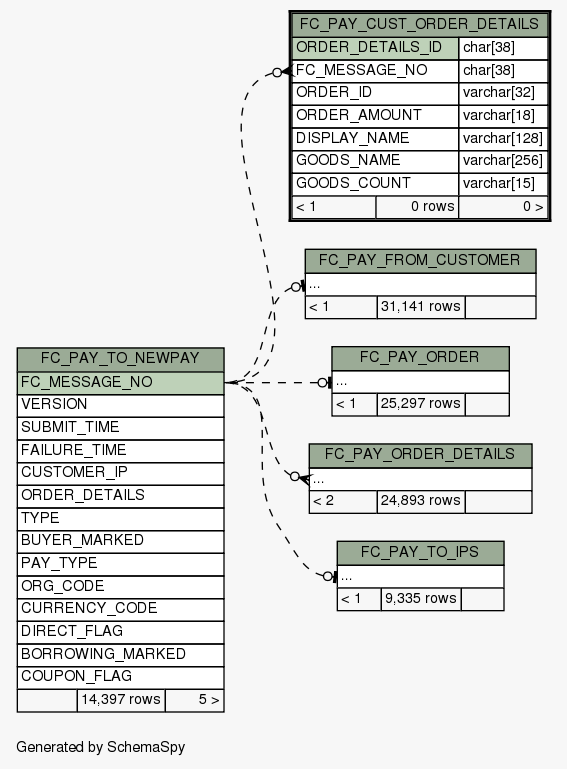 FC_PAY_CUST_ORDER_DETAILS
ORDER_DETAILS_ID char[38]
FC_MESSAGE_NO char[38]
ORDER_ID varchar[32]
ORDER_AMOUNT varchar[18]
DISPLAY_NAME varchar[128]
GOODS_NAME varchar[256]
GOODS_COUNT varchar[15]
< 1 0 rows 0 >
FC_PAY_FROM_CUSTOMER
...
< 1 31,141 rows
FC_PAY_ORDER
...
< 1 25,297 rows
FC_PAY_ORDER_DETAILS
...
< 2 24,893 rows
FC_PAY_TO_IPS
...
< 1 9,335 rows
FC_PAY_TO_NEWPAY
FC_MESSAGE_NO
VERSION
SUBMIT_TIME
FAILURE_TIME
CUSTOMER_IP
ORDER_DETAILS
TYPE
BUYER_MARKED
PAY_TYPE
ORG_CODE
CURRENCY_CODE
DIRECT_FLAG
BORROWING_MARKED
COUPON_FLAG
14,397 rows 5 >
Generated by SchemaSpy